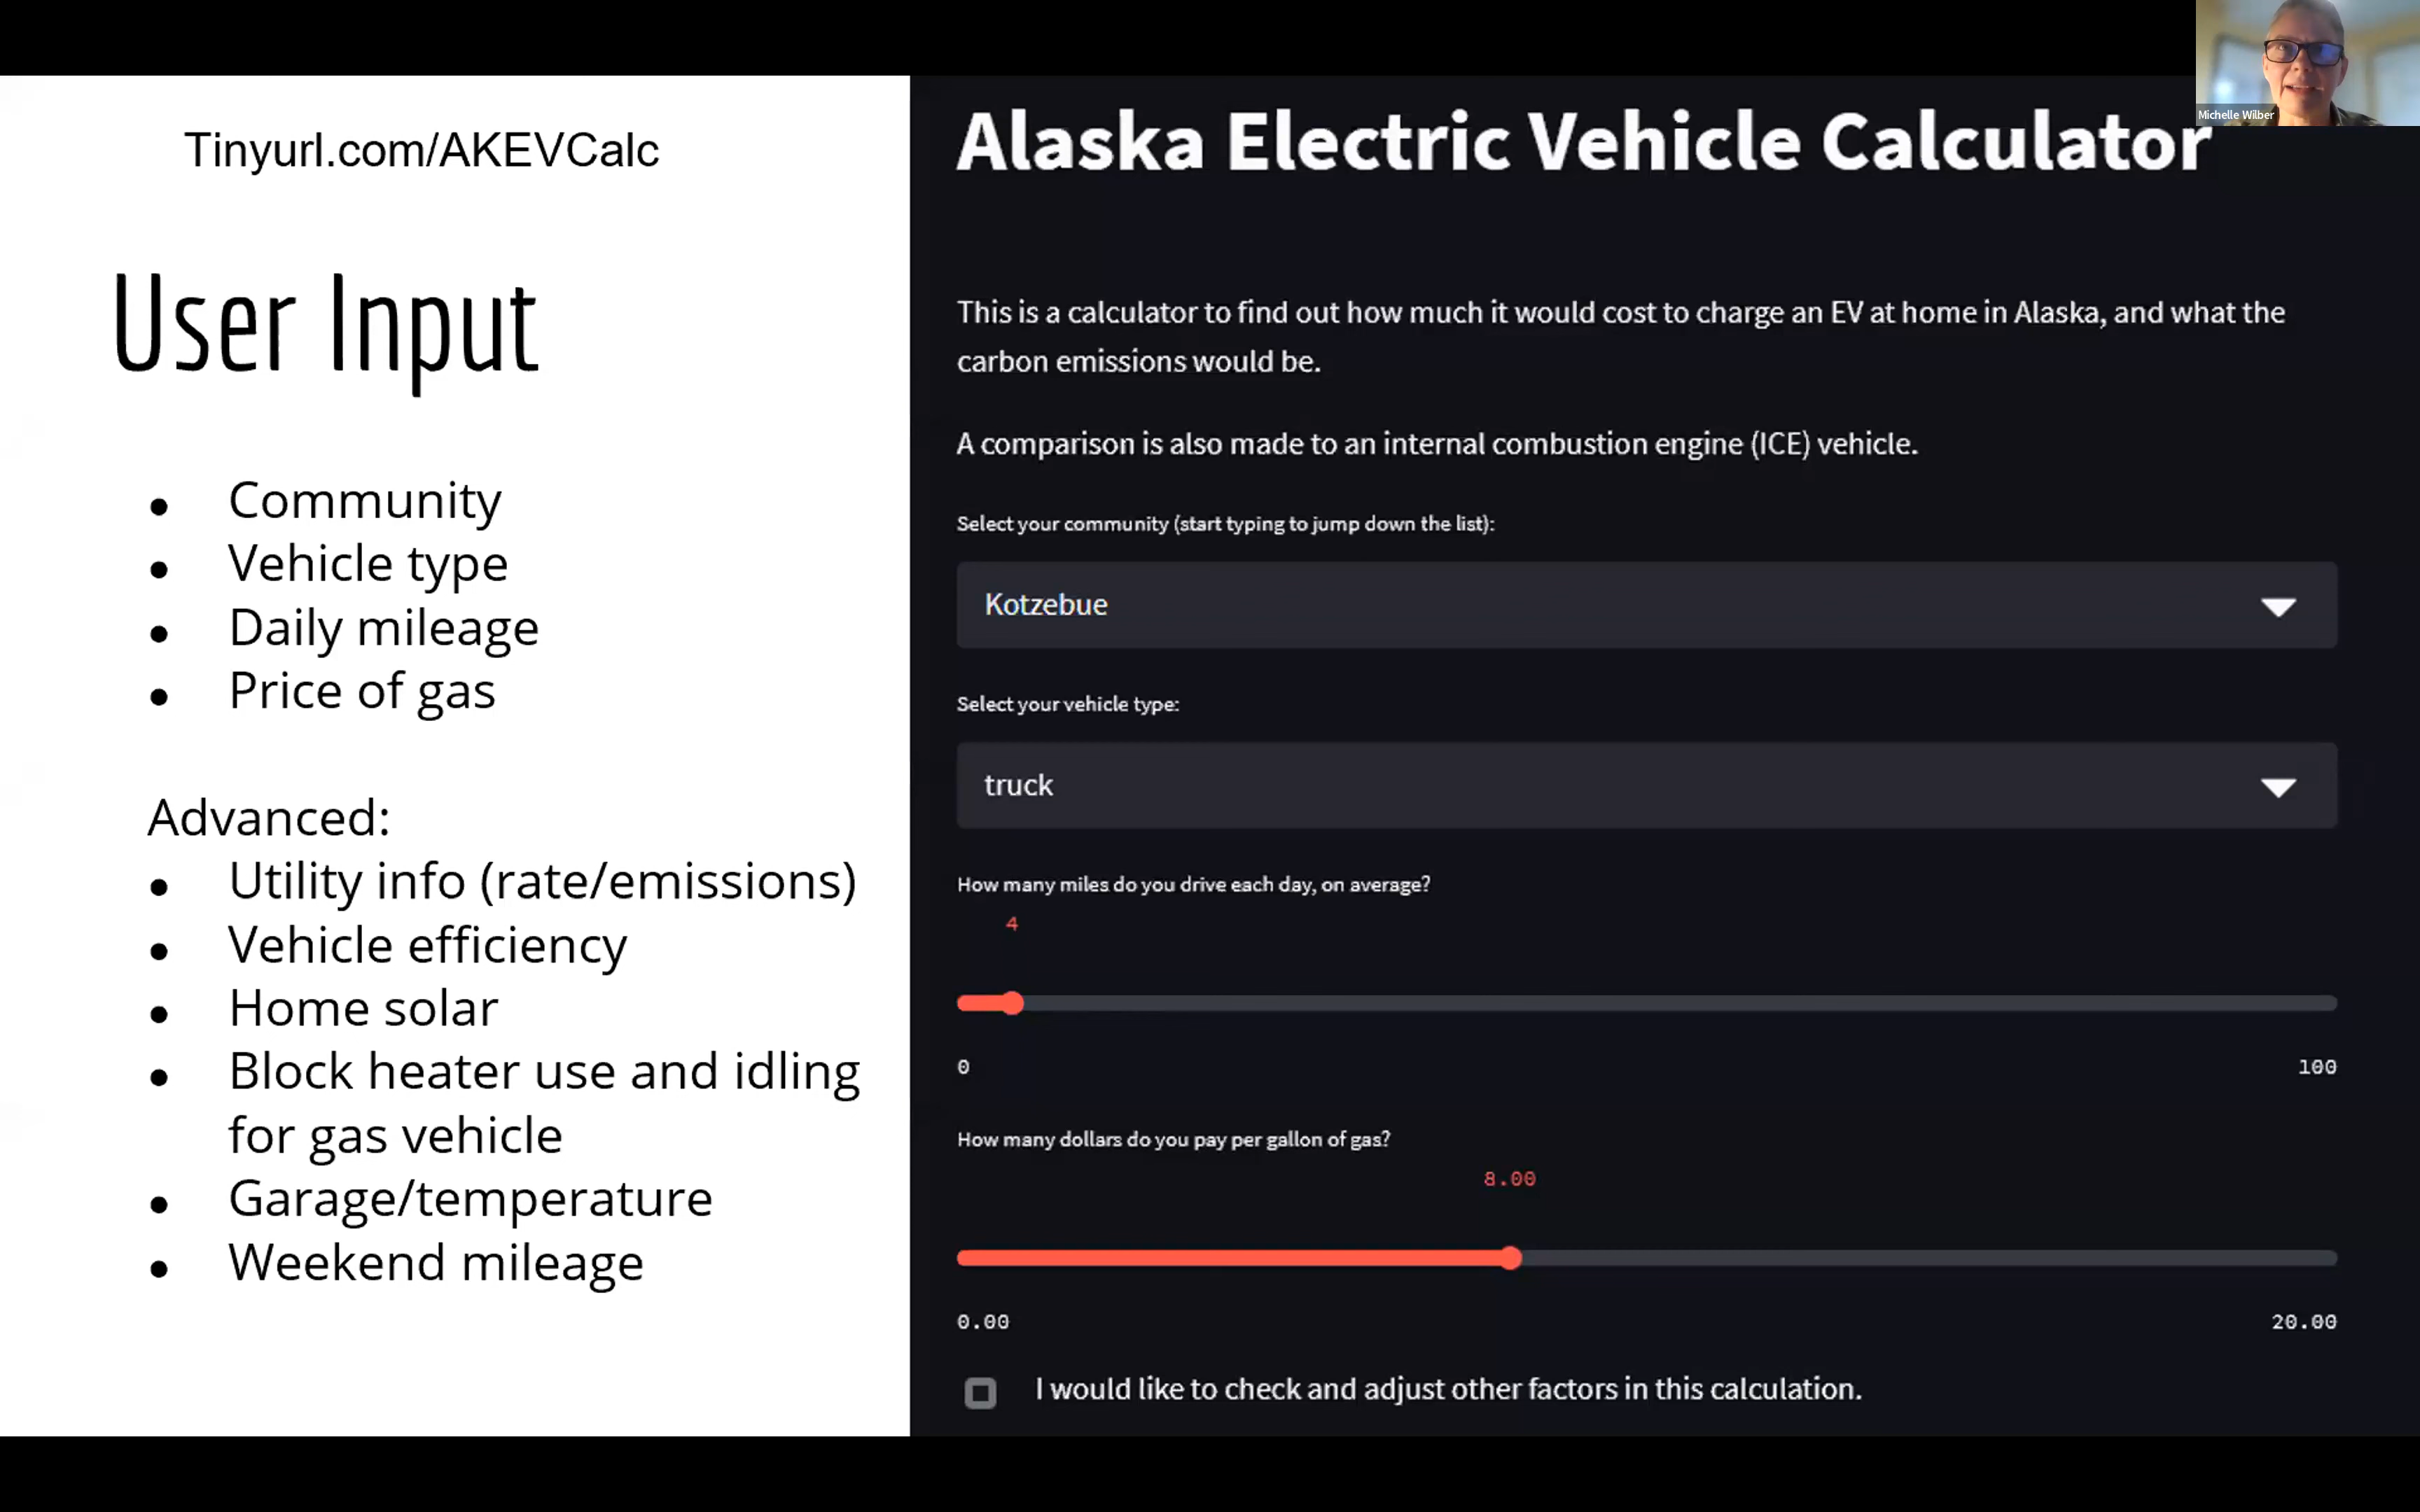 Tinyurl.com/AKEVCalc
User Input
● Community
● Vehicle type
● Daily mileage
● Price of gas
Advanced:
● Utility info (rate/emissions)
● Vehicle efficiency
● Home solar
● Block heater use and idling
for gas vehicle
● Garage/temperature
● Weekend mileage
Michelle Wilber
Alaska Electric Vehicle Calculator
This is a calculator to find out how much it would cost to charge an EV at home in Alaska, and what the
carbon emissions would be.
A comparison is also made to an internal combustion engine (ICE) vehicle.
Select your community (start typing to jump down the list):
Kotzebue
Select your vehicle type:
truck
How many miles do you drive each day, on average?
4
0 100
How many dollars do you pay per gallon of gas?
8.00
0.00 20.00
I would like to check and adjust other factors in this calculation.